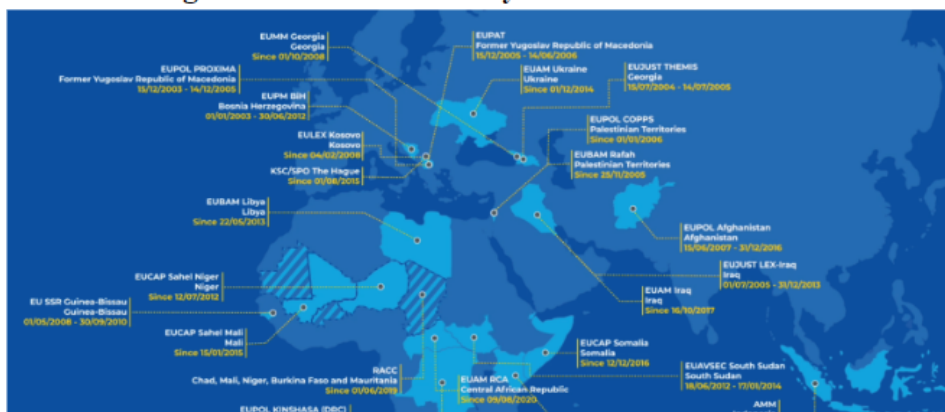 EUMM Georgia
Georgia
Since 01/10/2008
EUPAT
Former Yugoslav Republic of Macedonia
15/12/2005 - 14/06/2006
EUPOL PROXIMA
Former Yugoslav Republic of Macedonia
15/12/2003 - 14/12/2005
EUAM Ukraine
Ukraine
Since 01/12/2014
EUJUST THEMIS
Georgia
15/07/2004 - 14/07/2005
EUPM BiH
Bosnia Herzegovina
01/01/2003 - 30/06/2012
EUPOL COPPS
Palestinian Territories
Since 01/01/2006
EULEX Kosovo
Kosovo
Since 04/02/2008
EUBAM Rafah
Palestinian Territories
Since 25/11/2005
KSC/SPO The Hague
Since 01/08/2015
EUBAM Libya
Libya
Since 22/05/2013
EUPOL Afghanistan
Afghanistan
15/06/2007 - 31/12/2016
EUJUST LEX-Iraq
Iraq
01/07/2005 - 31/12/2013
EUCAP Sahel Niger
Niger
Since 12/07/2012
EUAM Iraq
Iraq
Since 16/10/2017
EU SSR Guinea-Bissau
Guinea-Bissau
01/05/2008 - 30/09/2010
EUCAP Sahel Mali
Mali
Since 15/01/2015
EUCAP Somalia
Somalia
Since 12/12/2016
RACC
Chad, Mali, Niger, Burkina Faso and Mauritania
Since 01/06/2019
EUAM RCA
Central African Republic
Since 09/08/2020
EUAVSEC South Sudan
South Sudan
18/06/2012 - 17/01/2014
EUPOL KINSHASA (DRC)
AMM